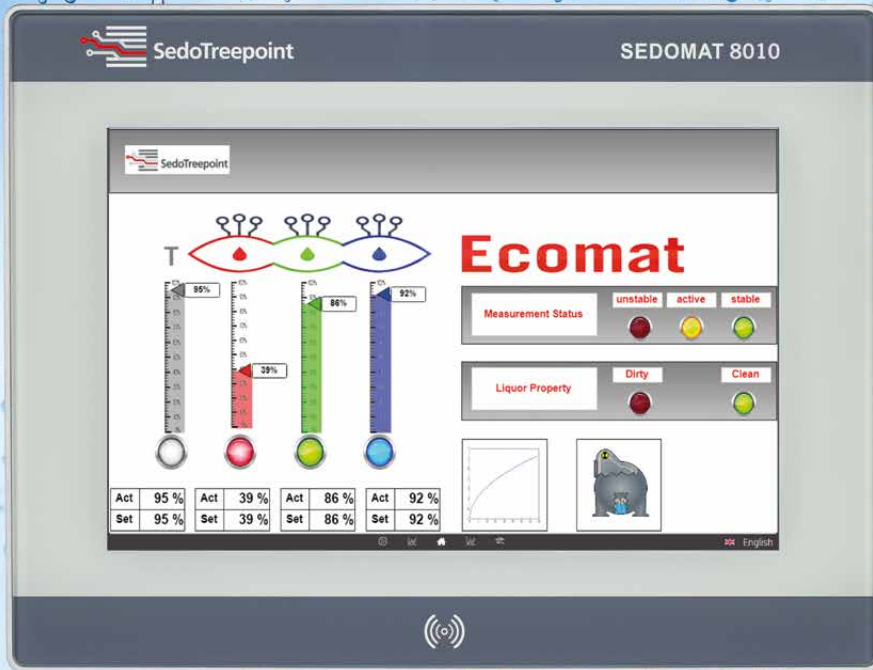 SedoTreepoint
SEDOMAT 8010
SedoTreepoint
T
Ecomat
95%
86%
92%
39%
Measurement Status
unstable
active
stable
Liquor Property
Dirty
Clean
Act 95 % Act 39 % Act 86 % Act 92 %
Set 95 % Set 39 % Set 86 % Set 92 %
English